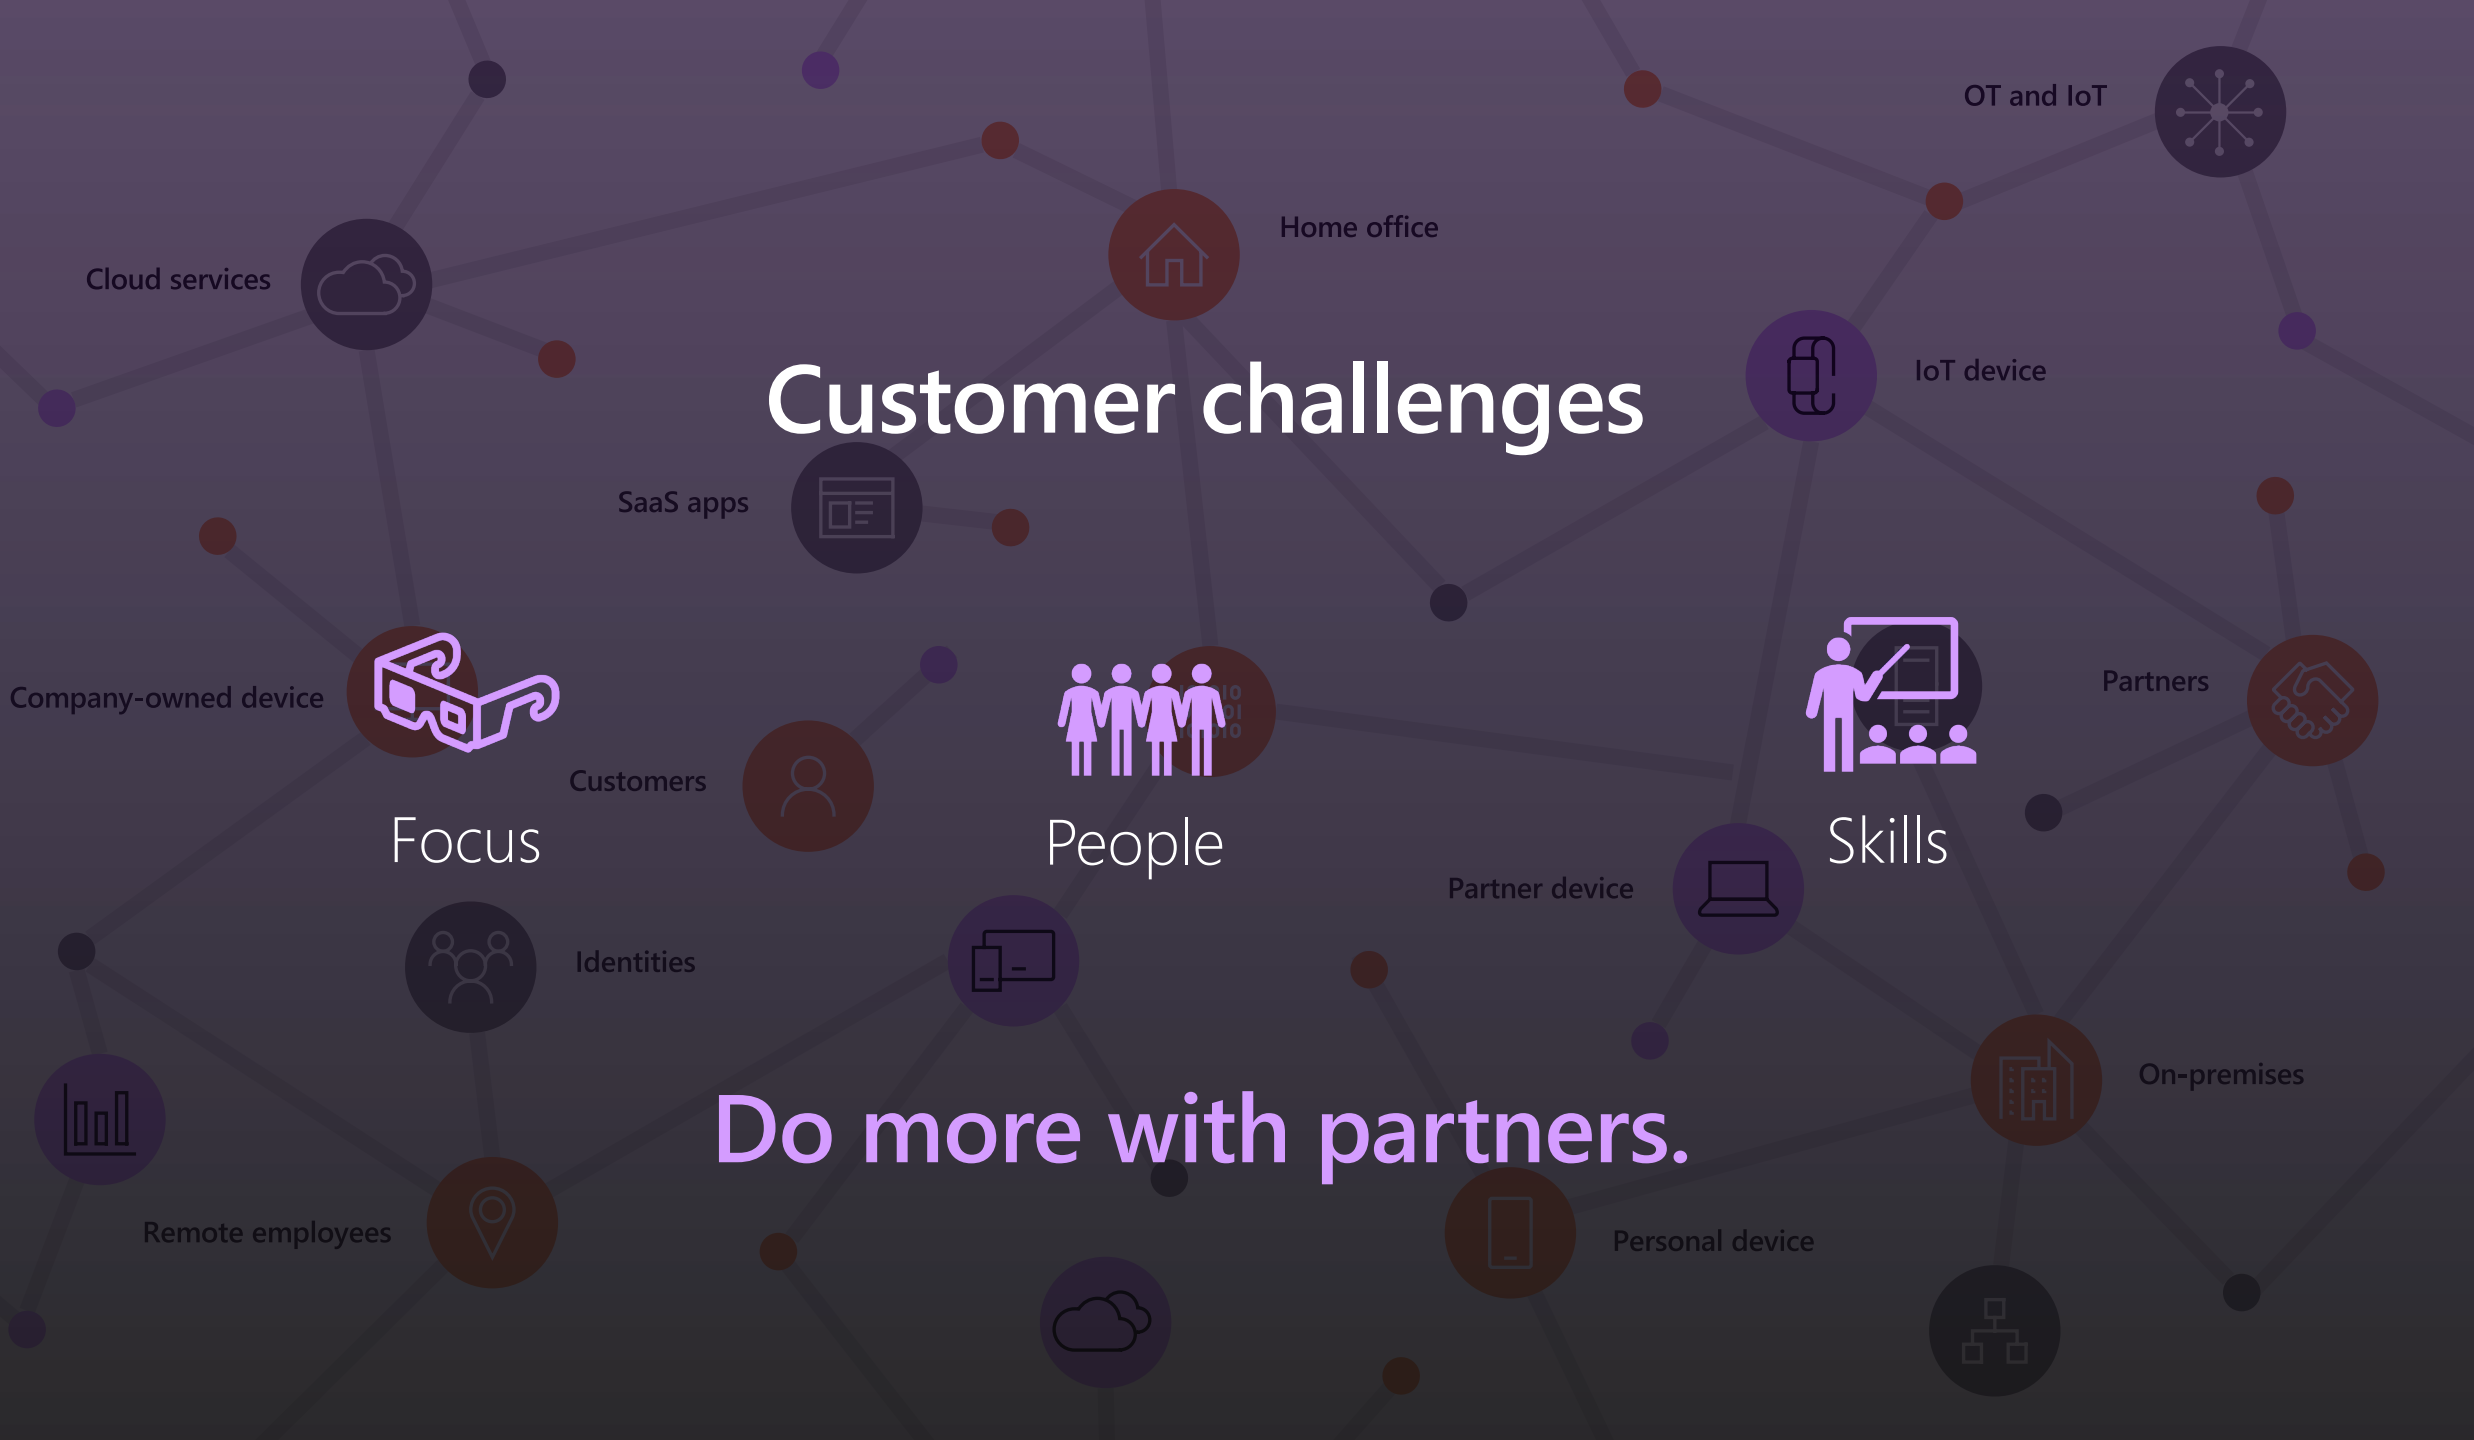 OT and IoT
Home office
Cloud services
IoT device
Customer challenges
SaaS apps
Partners
Company-owned device
Customers
Focus
People
Skills
Partner device
Identities
On-premises
Do more with partners.
Remote employees
Personal device